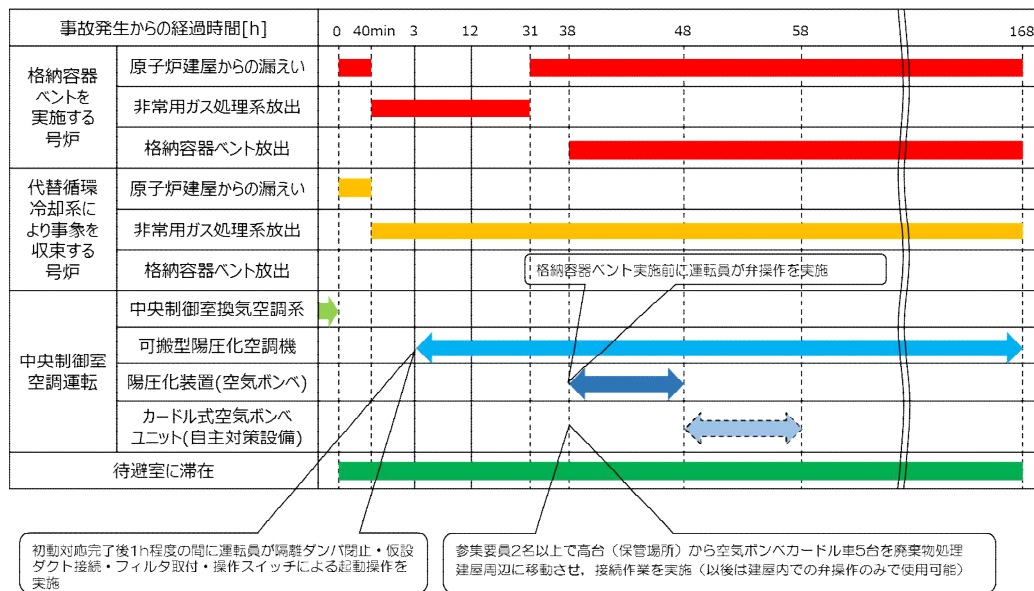 事故発生からの経過時間[h]
0 40min 3 12 31 38 48 58 168
格納容器
ベントを
実施する
号炉
原子炉建屋からの漏えい
非常用ガス処理系放出
格納容器ベント放出
代替循環
冷却系に
より事象を
収束する
号炉
原子炉建屋からの漏えい
非常用ガス処理系放出
格納容器ベント放出
格納容器ベント実施前に運転員が弁操作を実施
中央制御室
空調運転
中央制御室換気空調系
可搬型陽圧化空調機
陽圧化装置(空気ボンベ)
カードル式空気ボンベ
ユニット(自主対策設備)
待避室に滞在
初動対応完了後1h程度の間に運転員が隔離ダンパ閉止・仮設
ダクト接続・フィルタ取付・操作スイッチによる起動操作を
実施
参集要員2名以上で高台（保管場所）から空気ボンベカードル車5台を廃棄物処理
建屋周辺に移動させ，接続作業を実施（以後は建屋内での弁操作のみで使用可能）